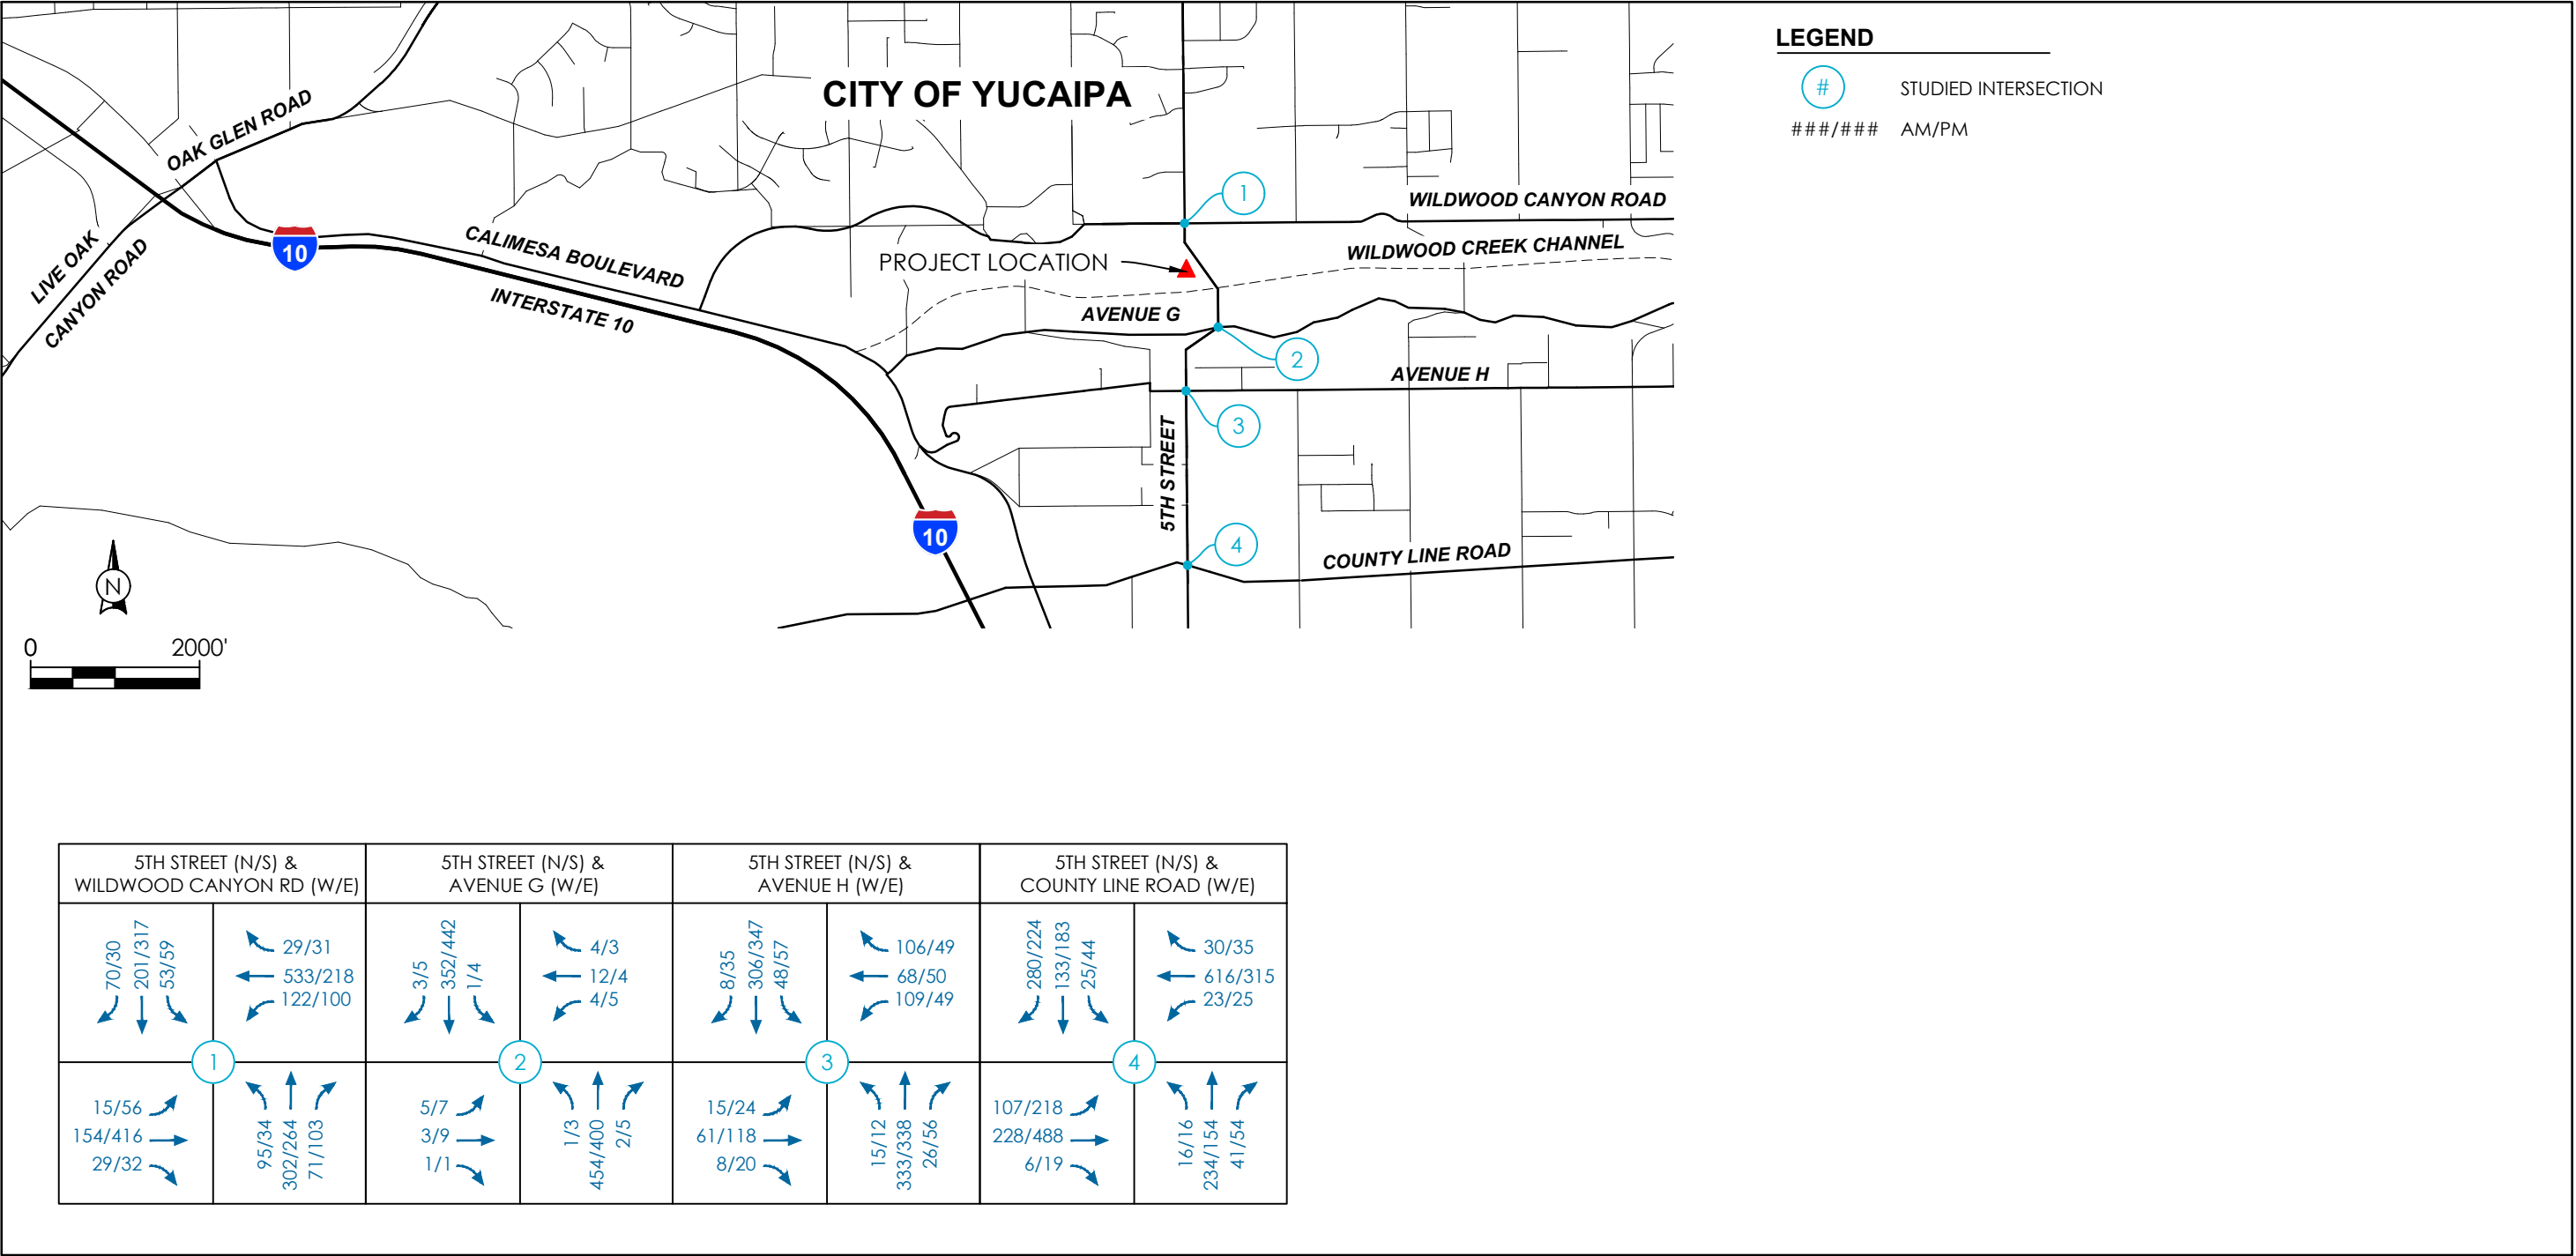 CITY OF YUCAIPA
LEGEND
# STUDIED INTERSECTION
###/### AM/PM
OAK GLEN ROAD
LIVE OAK
CANYON ROAD
10
CALIMESA BOULEVARD
INTERSTATE 10
PROJECT LOCATION
1
WILDWOOD CANYON ROAD
WILDWOOD CREEK CHANNEL
AVENUE G
2
AVENUE H
3
5TH STREET
10
4
COUNTY LINE ROAD
N
0 2000'
5TH STREET (N/S) &
WILDWOOD CANYON RD (W/E)
70/30
201/317
53/59
29/31
533/218
122/100
1
15/56
154/416
29/32
95/34
302/264
71/103
5TH STREET (N/S) &
AVENUE G (W/E)
3/5
352/442
1/4
4/3
12/4
4/5
2
5/7
3/9
1/1
1/3
454/400
2/5
5TH STREET (N/S) &
AVENUE H (W/E)
8/35
306/347
48/57
106/49
68/50
109/49
3
15/24
61/118
8/20
15/12
333/338
26/56
5TH STREET (N/S) &
COUNTY LINE ROAD (W/E)
280/224
133/183
25/44
30/35
616/315
23/25
4
107/218
228/488
6/19
16/16
234/154
41/54